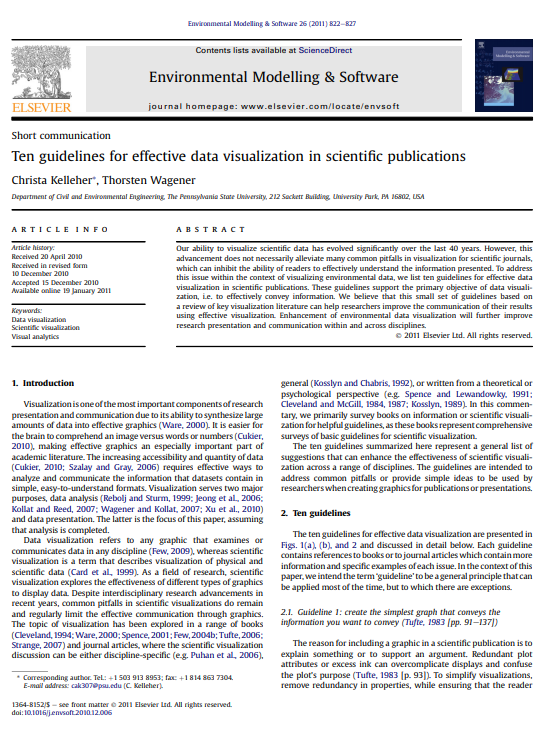 Environmental Modelling & Software 26 (2011) 822–827
Contents lists available at ScienceDirect
Environmental Modelling & Software
journal homepage: www.elsevier.com/locate/envsoft
ELSEVIER
Environmental
Modelling & Software
Short communication
Ten guidelines for effective data visualization in scientific publications
Christa Kelleher*, Thorsten Wagener
Department of Civil and Environmental Engineering, The Pennsylvania State University, 212 Sackett Building, University Park, PA 16802, USA
ARTICLE INFO
Article history:
Received 20 April 2010
Received in revised form
10 December 2010
Accepted 15 December 2010
Available online 19 January 2011
Keywords:
Data visualization
Scientific visualization
Visual analytics
ABSTRACT
Our ability to visualize scientific data has evolved significantly over the last 40 years. However, this
advancement does not necessarily alleviate many common pitfalls in visualization for scientific journals,
which can inhibit the ability of readers to effectively understand the information presented. To address
this issue within the context of visualizing environmental data, we list ten guidelines for effective data
visualization in scientific publications. These guidelines support the primary objective of data visuali-
zation, i.e. to effectively convey information. We believe that this small set of guidelines based on
a review of key visualization literature can help researchers improve the communication of their results
using effective visualization. Enhancement of environmental data visualization will further improve
research presentation and communication within and across disciplines.
© 2011 Elsevier Ltd. All rights reserved.
1. Introduction
Visualization is one of the most important components of research
presentation and communication due to its ability to synthesize large
amounts of data into effective graphics (Ware, 2000). It is easier for
the brain to comprehend an image versus words or numbers (Cukier,
2010), making effective graphics an especially important part of
academic literature. The increasing accessibility and quantity of data
(Cukier, 2010; Szalay and Gray, 2006) requires effective ways to
analyze and communicate the information that datasets contain in
simple, easy-to-understand formats. Visualization serves two major
purposes, data analysis (Rebolj and Sturm, 1999; Jeong et al., 2006;
Kollat and Reed, 2007; Wagener and Kollat, 2007; Xu et al., 2010)
and data presentation. The latter is the focus of this paper, assuming
that analysis is completed.
Data visualization refers to any graphic that examines or
communicates data in any discipline (Few, 2009), whereas scientific
visualization is a term that describes visualization of physical and
scientific data (Card et al., 1999). As a field of research, scientific
visualization explores the effectiveness of different types of graphics
to display data. Despite interdisciplinary research advancements in
recent years, common pitfalls in scientific visualizations do remain
and regularly limit the effective communication through graphics.
The topic of visualization has been explored in a range of books
(Cleveland, 1994; Ware, 2000; Spence, 2001; Few, 2004b; Tufte, 2006;
Strange, 2007) and journal articles, where the scientific visualization
discussion can be either discipline-specific (e.g. Puhan et al., 2006),
* Corresponding author. Tel.: +1 503 913 8953; fax: +1 814 863 7304.
E-mail address: cak307@psu.edu (C. Kelleher).
1364-8152/$ – see front matter © 2011 Elsevier Ltd. All rights reserved.
doi:10.1016/j.envsoft.2010.12.006
general (Kosslyn and Chabris, 1992), or written from a theoretical or
psychological perspective (e.g. Spence and Lewandowky, 1991;
Cleveland and McGill, 1984, 1987; Kosslyn, 1989). In this commen-
tary, we primarily survey books on information or scientific visuali-
zation for helpful guidelines, as these books represent comprehensive
surveys of basic guidelines for scientific visualization.
The ten guidelines summarized here represent a general list of
suggestions that can enhance the effectiveness of scientific visuali-
zation across a range of disciplines. The guidelines are intended to
address common pitfalls or provide simple ideas to be used by
researchers when creating graphics for publications or presentations.
2. Ten guidelines
The ten guidelines for effective data visualization are presented in
Figs. 1(a), (b), and 2 and discussed in detail below. Each guideline
contains references to books or to journal articles which contain more
information and specific examples of each issue. In the context of this
paper, we intend the term 'guideline' to be a general principle that can
be applied most of the time, but to which there are exceptions.
2.1. Guideline 1: create the simplest graph that conveys the
information you want to convey (Tufte, 1983 [pp. 91–137])
The reason for including a graphic in a scientific publication is to
explain something or to support an argument. Redundant plot
attributes or excess ink can overcomplicate displays and confuse
the plot's purpose (Tufte, 1983 [p. 93]). To simplify visualizations,
remove redundancy in properties, while ensuring that the reader